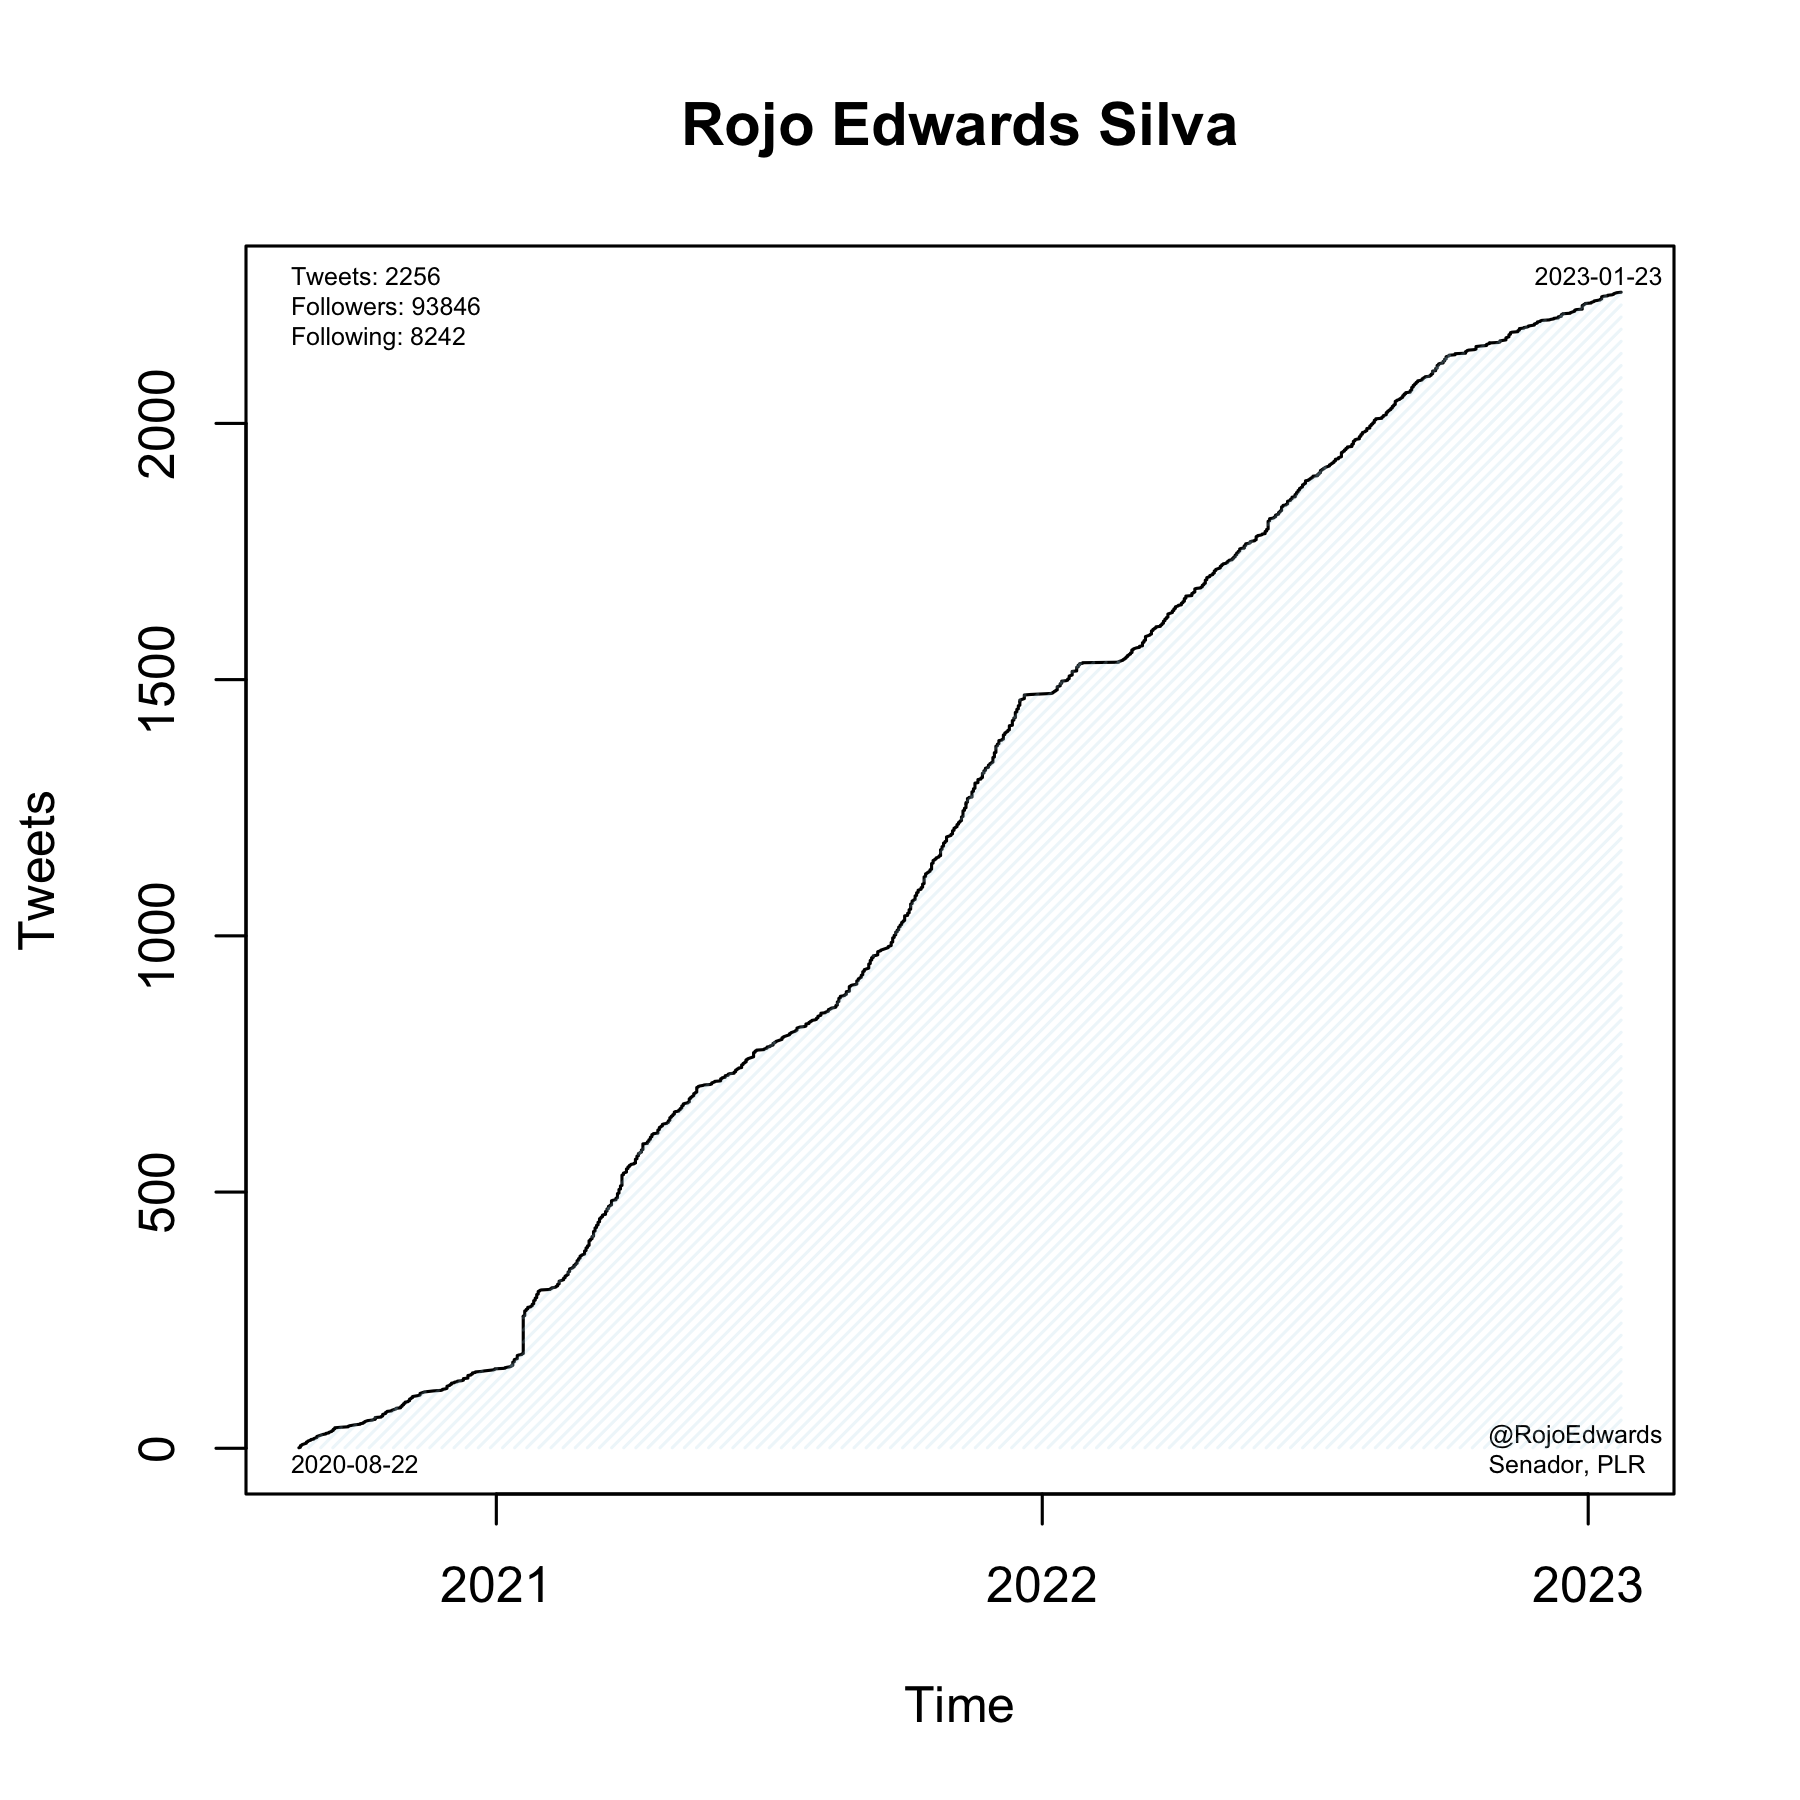 Rojo Edwards Silva
Tweets: 2256
Followers: 93846
Following: 8242
2023-01-23
Tweets
2000
1500
1000
500
0
2020-08-22
@RojoEdwards
Senador, PLR
2021
2022
2023
Time